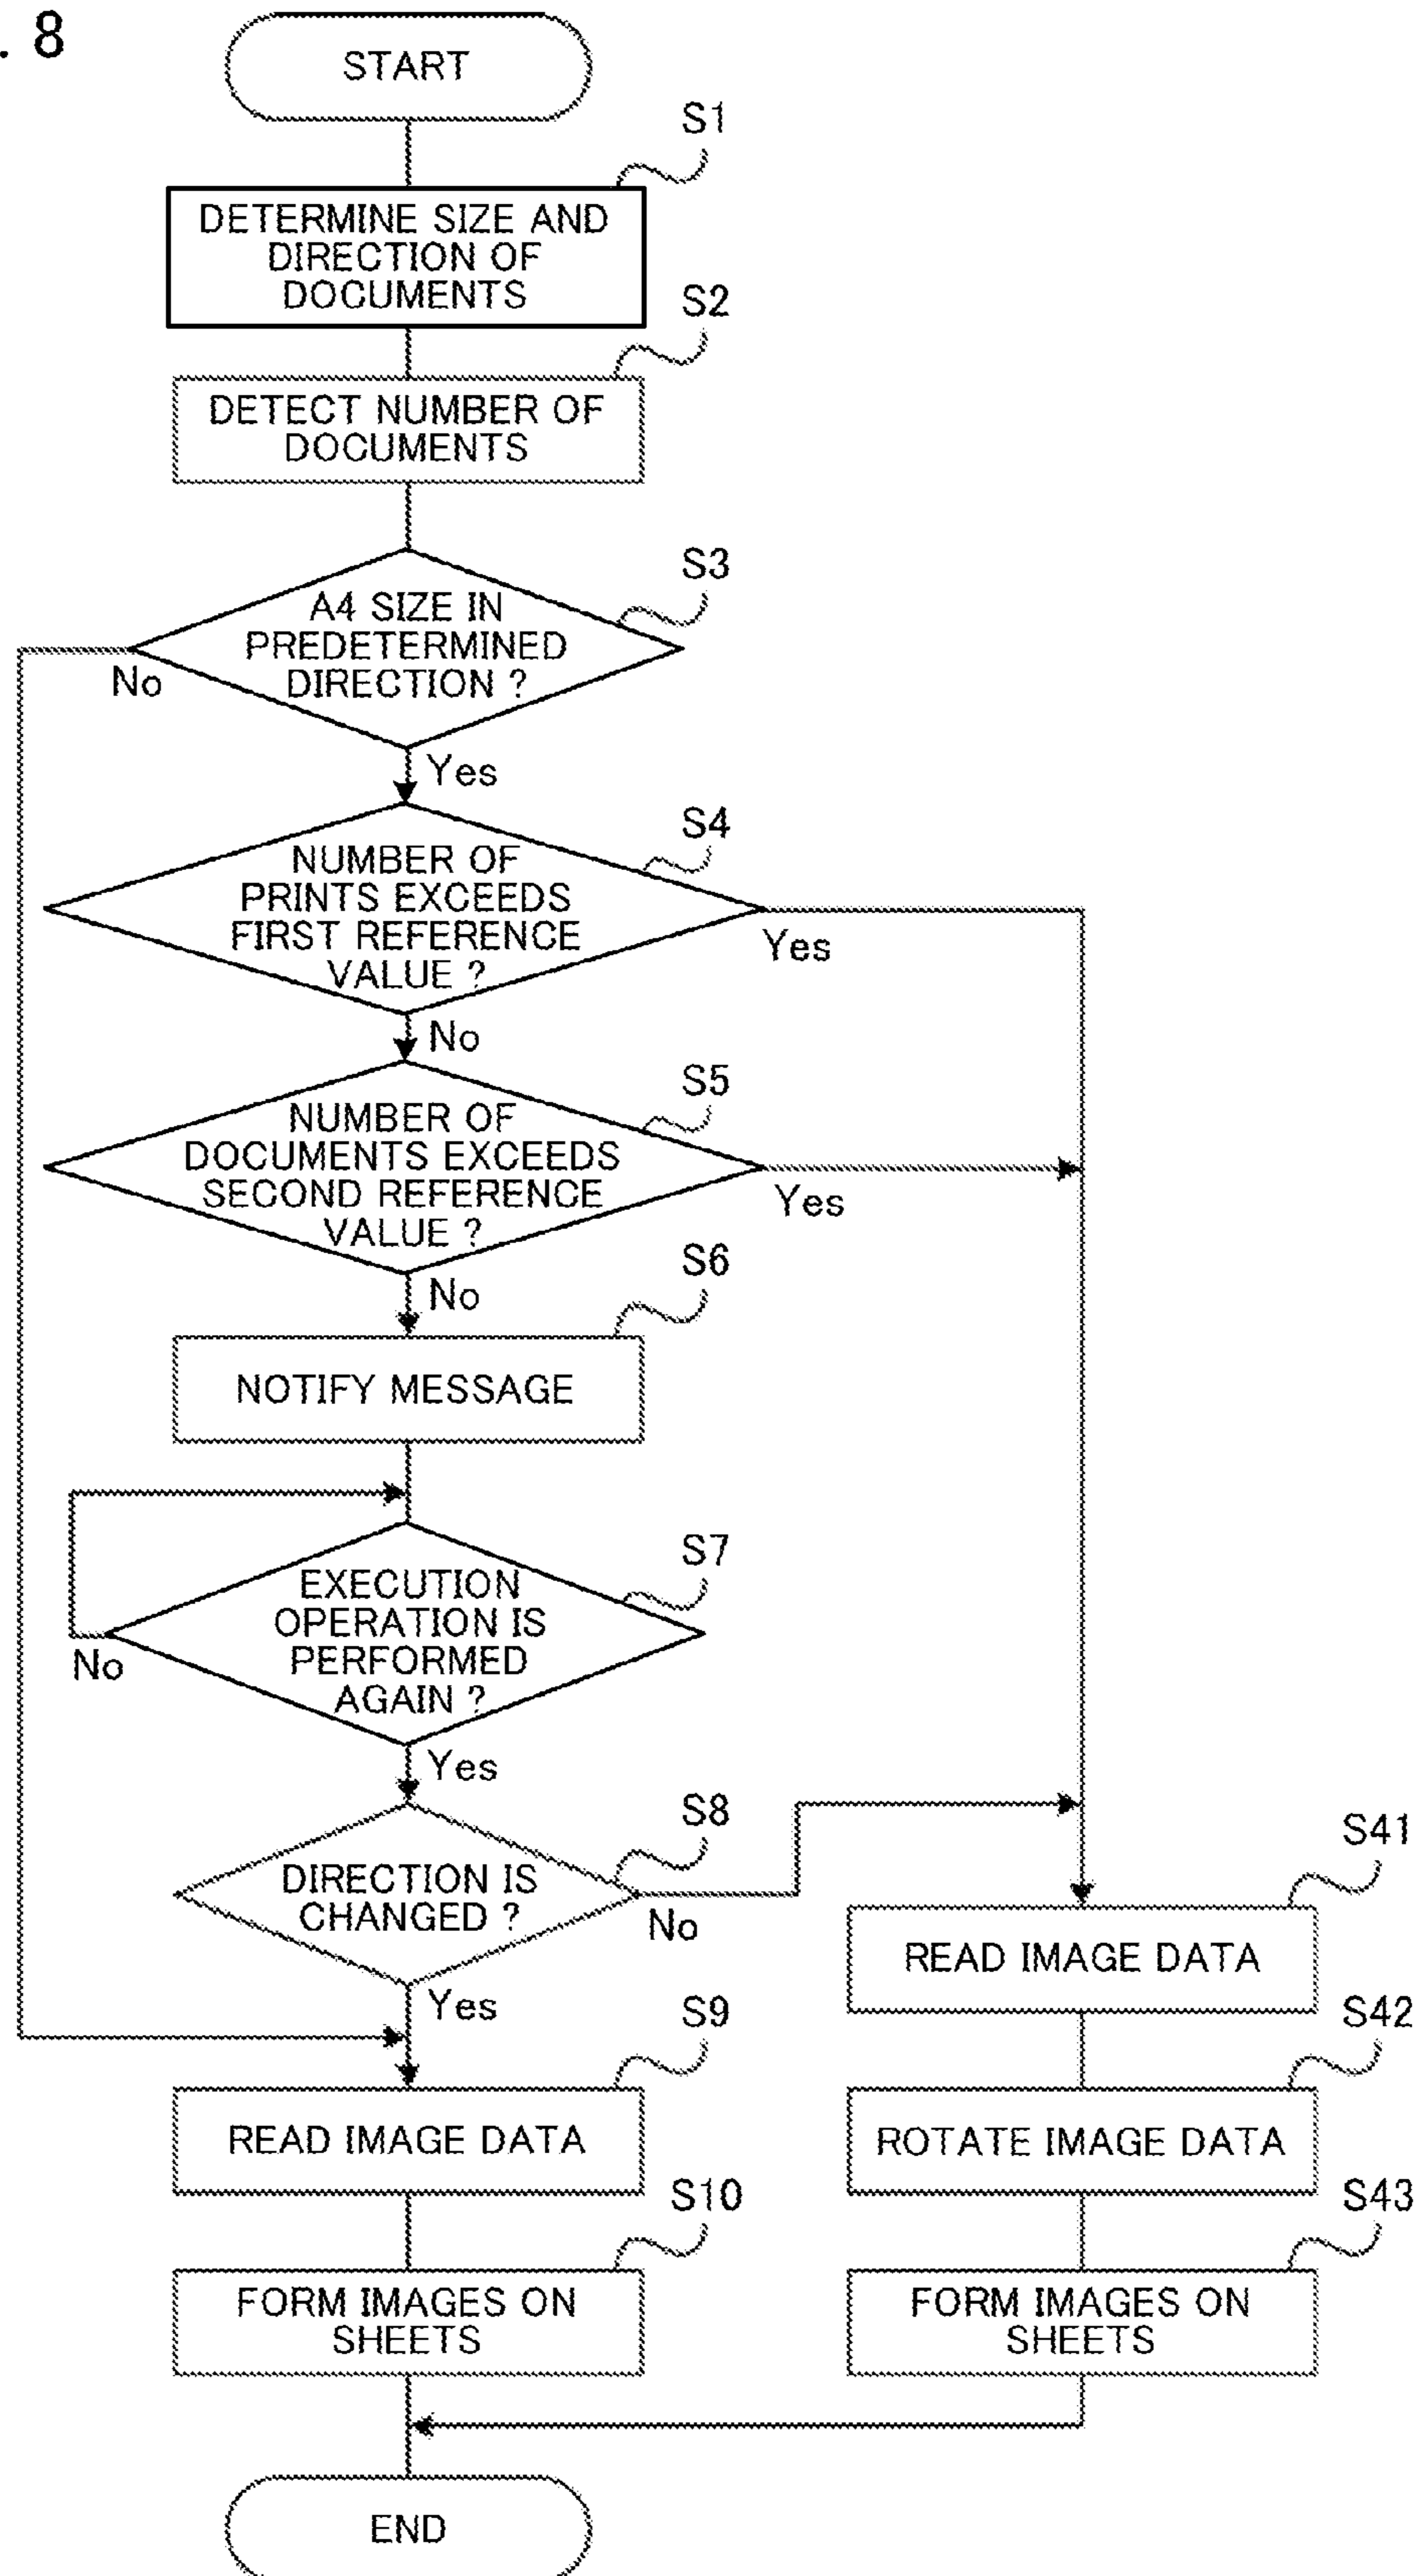 . 8
START
S1
DETERMINE SIZE AND
DIRECTION OF
DOCUMENTS
S2
DETECT NUMBER OF
DOCUMENTS
S3
A4 SIZE IN
PREDETERMINED
DIRECTION ?
No
Yes
S4
NUMBER OF
PRINTS EXCEEDS
FIRST REFERENCE
VALUE ?
Yes
No
S5
NUMBER OF
DOCUMENTS EXCEEDS
SECOND REFERENCE
VALUE ?
Yes
No
S6
NOTIFY MESSAGE
S7
EXECUTION
OPERATION IS
PERFORMED
AGAIN ?
No
Yes
S8
DIRECTION IS
CHANGED ?
No
Yes
S41
READ IMAGE DATA
S9
READ IMAGE DATA
S42
ROTATE IMAGE DATA
S10
FORM IMAGES ON
SHEETS
S43
FORM IMAGES ON
SHEETS
END